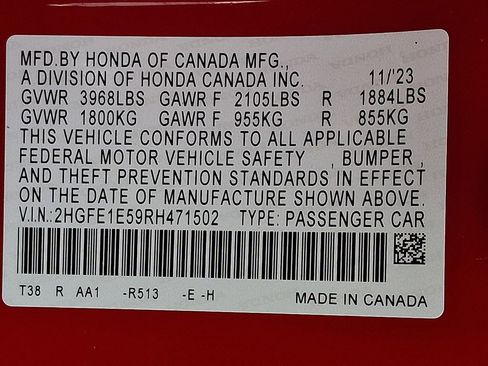 MFD.BY HONDA OF CANADA MFG.,
A DIVISION OF HONDA CANADA INC. 11/'23
GVWR 3968LBS GAWR F 2105LBS R 1884LBS
GVWR 1800KG GAWR F 955KG R 855KG
THIS VEHICLE CONFORMS TO ALL APPLICABLE
FEDERAL MOTOR VEHICLE SAFETY , BUMPER ,
AND THEFT PREVENTION STANDARDS IN EFFECT
ON THE DATE OF MANUFACTURE SHOWN ABOVE.
V.I.N.:2HGFE1E59RH471502 TYPE: PASSENGER CAR
T38 R AA1 -R513 -E -H MADE IN CANADA